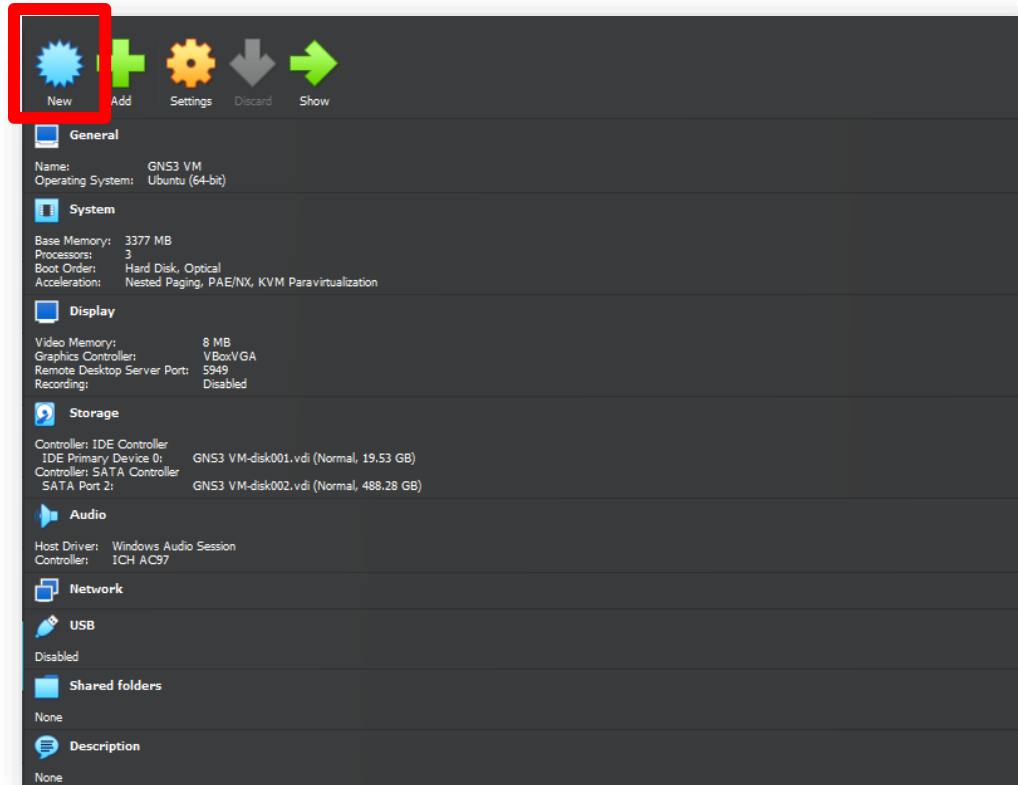 New Add Settings Discard Show
General
Name: GNS3 VM
Operating System: Ubuntu (64-bit)
System
Base Memory: 3377 MB
Processors: 3
Boot Order: Hard Disk, Optical
Acceleration: Nested Paging, PAE/NX, KVM Paravirtualization
Display
Video Memory: 8 MB
Graphics Controller: VBoxVGA
Remote Desktop Server Port: 5949
Recording: Disabled
Storage
Controller: IDE Controller
IDE Primary Device 0: GNS3 VM-disk001.vdi (Normal, 19.53 GB)
Controller: SATA Controller
SATA Port 2: GNS3 VM-disk002.vdi (Normal, 488.28 GB)
Audio
Host Driver: Windows Audio Session
Controller: ICH AC97
Network
USB
Disabled
Shared folders
None
Description
None